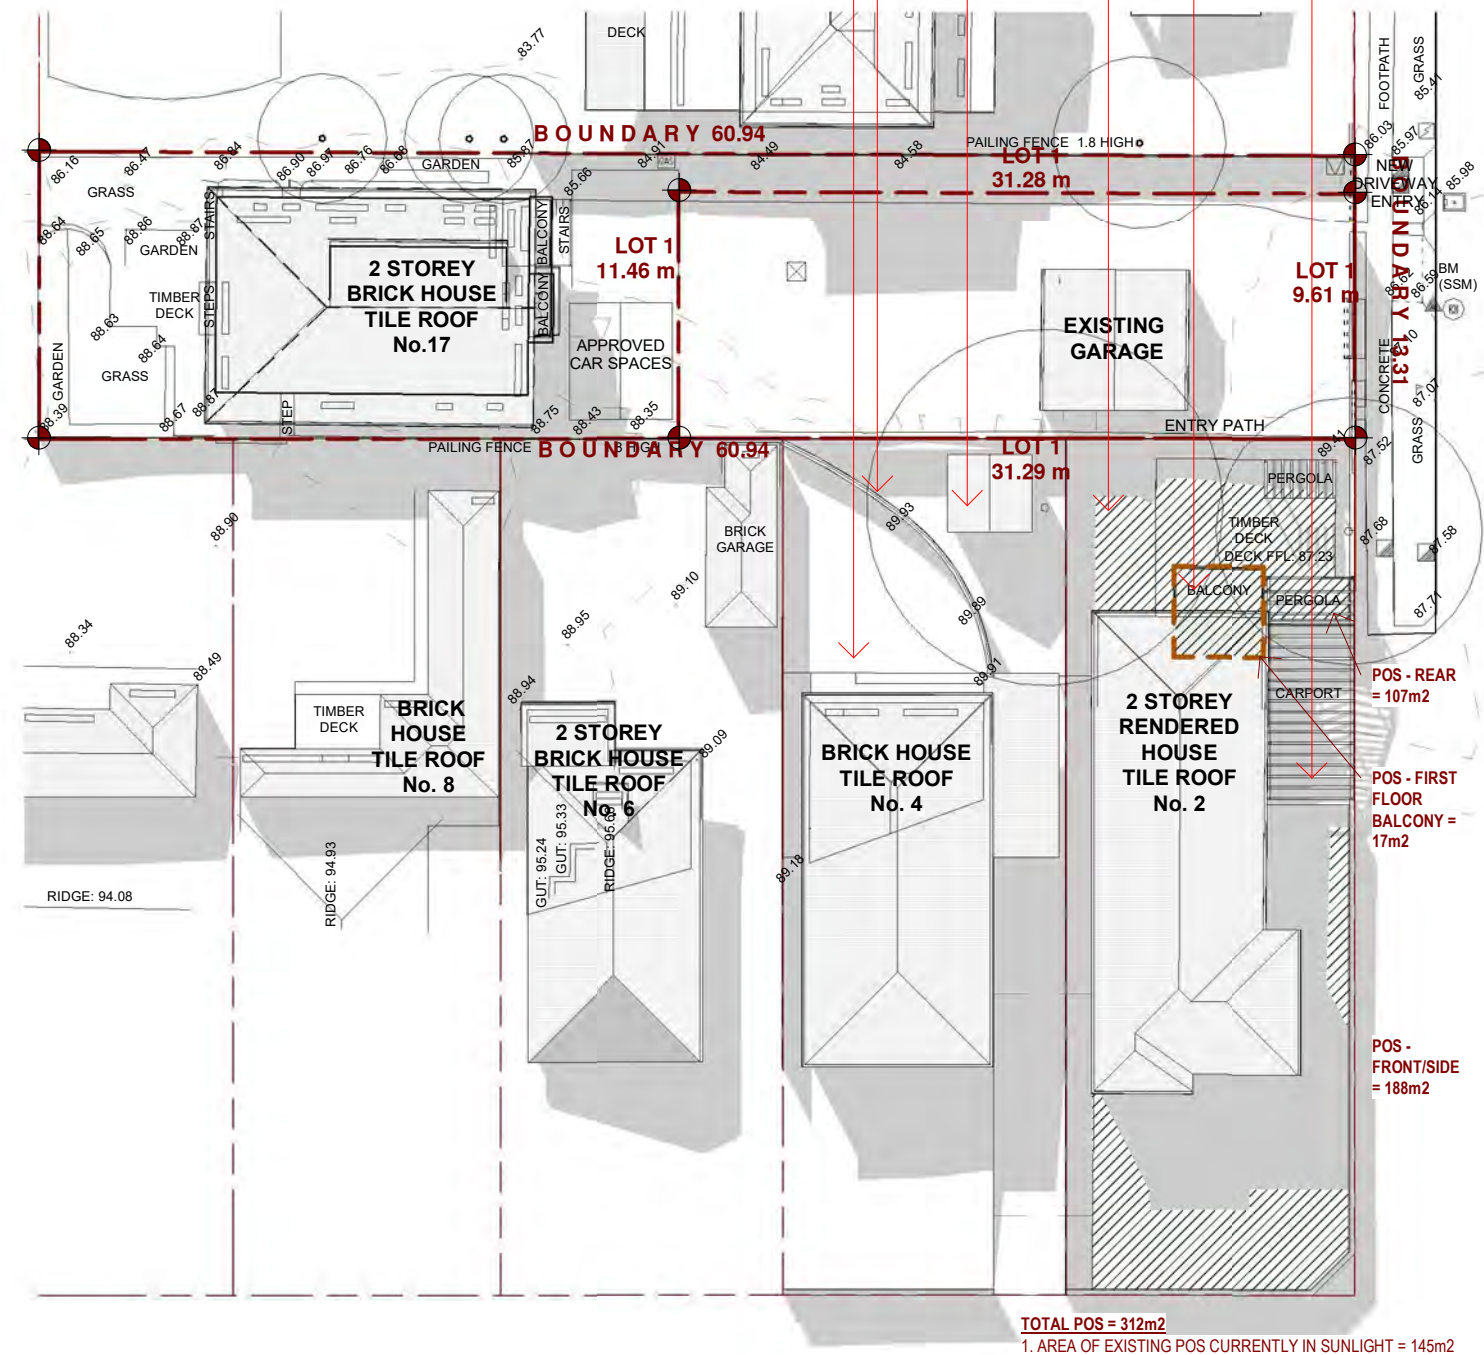 DECK
83.77
FOOTPATH
GRASS
85.41
BOUNDARY 60.94
PAILING FENCE 1.8 HIGH
86.03
85.97
86.16
86.47
86.84
86.90
86.97
86.76
86.68
GARDEN
85.87
84.91
GAS
84.49
84.58
LOT 1
31.28 m
NEW
DRIVEWAY
ENTRY
86.14
85.98
GRASS
STAIRS
85.66
BALCONY
STAIRS
BOUNDARY 13.31
88.64
88.65
88.86
88.87
GARDEN
LOT 1
11.46 m
LOT 1
9.61 m
86.62
86.59
BM
(SSM)
2 STOREY
BRICK HOUSE
TILE ROOF
No.17
TIMBER
DECK
STEPS
BALCONY
88.63
88.64
APPROVED
CAR SPACES
EXISTING
GARAGE
GARDEN
GRASS
CONCRETE
87.07
88.39
88.67
88.87
STEP
88.75
88.43
88.35
ENTRY PATH
89.41
87.52
GRASS
PAILING FENCE
BOUNDARY 60.94
LOT 1
31.29 m
PERGOLA
88.90
BRICK
GARAGE
89.93
TIMBER
DECK
DECK FFL: 87.23
87.68
87.58
89.10
89.89
BALCONY
PERGOLA
87.71
88.34
88.95
88.49
88.94
89.91
POS - REAR
= 107m2
TIMBER
DECK
BRICK
HOUSE
TILE ROOF
No. 8
2 STOREY
BRICK HOUSE
TILE ROOF
No. 6
89.09
BRICK HOUSE
TILE ROOF
No. 4
2 STOREY
RENDERED
HOUSE
TILE ROOF
No. 2
CARPORT
POS - FIRST
FLOOR
BALCONY =
17m2
GUT: 95.24
GUT: 95.33
RIDGE: 94.93
89.18
RIDGE: 94.08
POS -
FRONT/SIDE
= 188m2
TOTAL POS = 312m2
1. AREA OF EXISTING POS CURRENTLY IN SUNLIGHT = 145m2